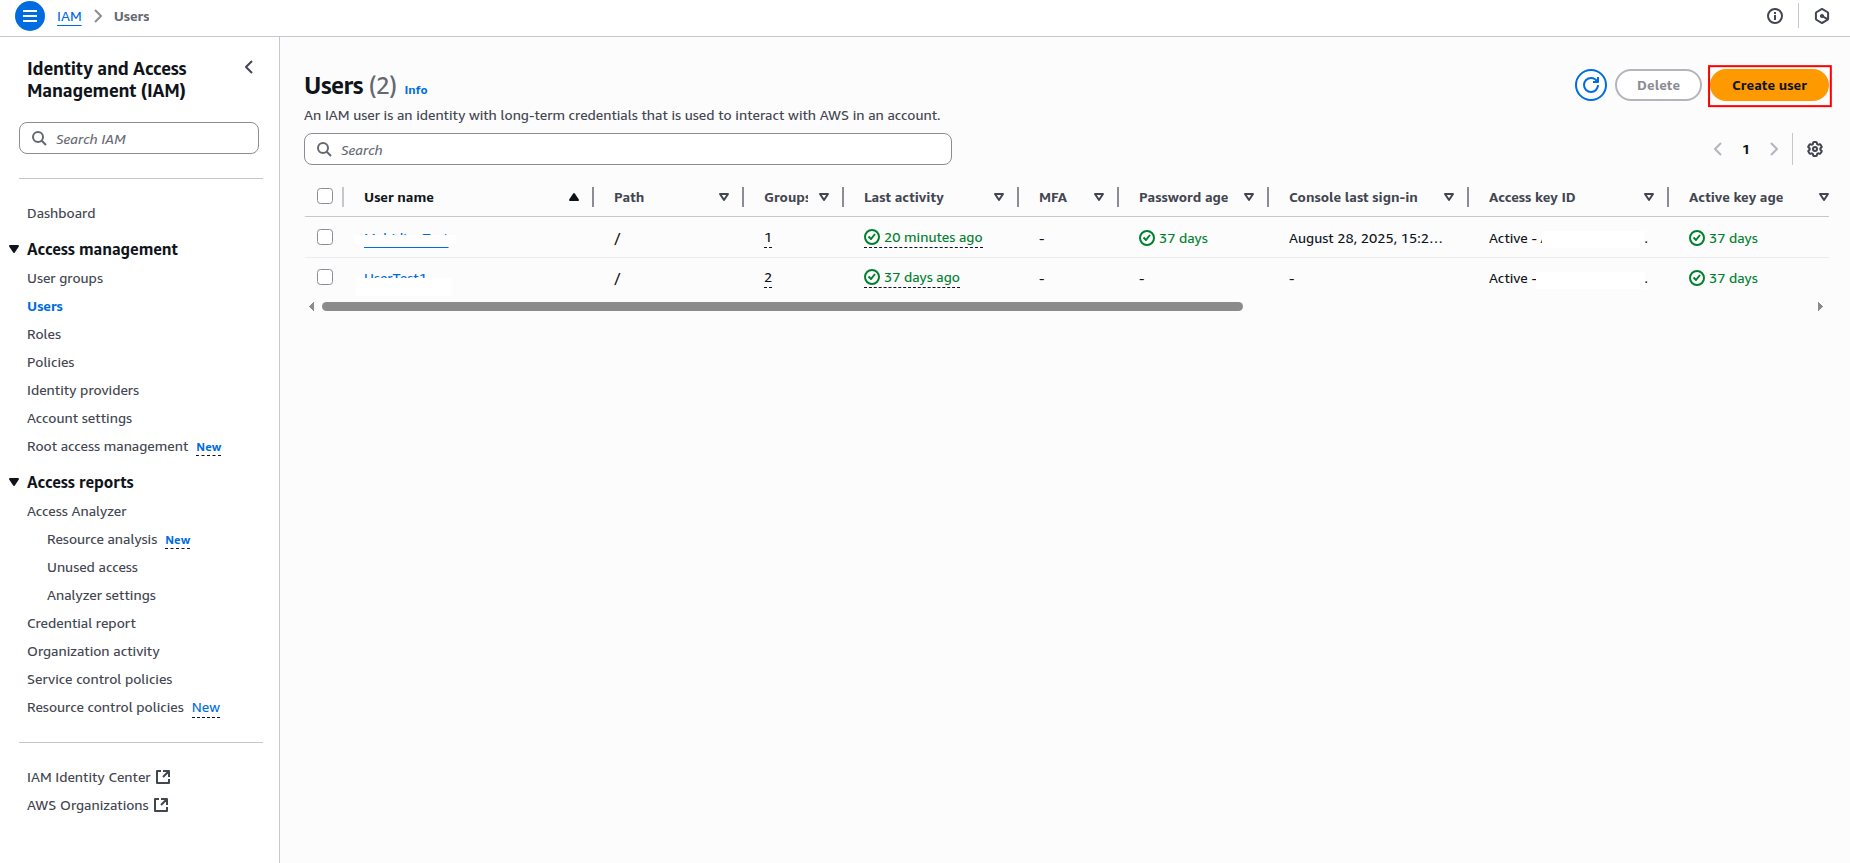 IAM > Users
Identity and Access
Management (IAM)
Search IAM
Dashboard
Access management
User groups
Users
Roles
Policies
Identity providers
Account settings
Root access management New
Access reports
Access Analyzer
Resource analysis New
Unused access
Analyzer settings
Credential report
Organization activity
Service control policies
Resource control policies New
IAM Identity Center
AWS Organizations
Users (2) Info
Delete
Create user
An IAM user is an identity with long-term credentials that is used to interact with AWS in an account.
Search
1
User name Path Groups Last activity MFA Password age Console last sign-in Access key ID Active key age
/ 1 20 minutes ago - 37 days August 28, 2025, 15:2... Active - 37 days
UserTest1 / 2 37 days ago - - - Active - 37 days